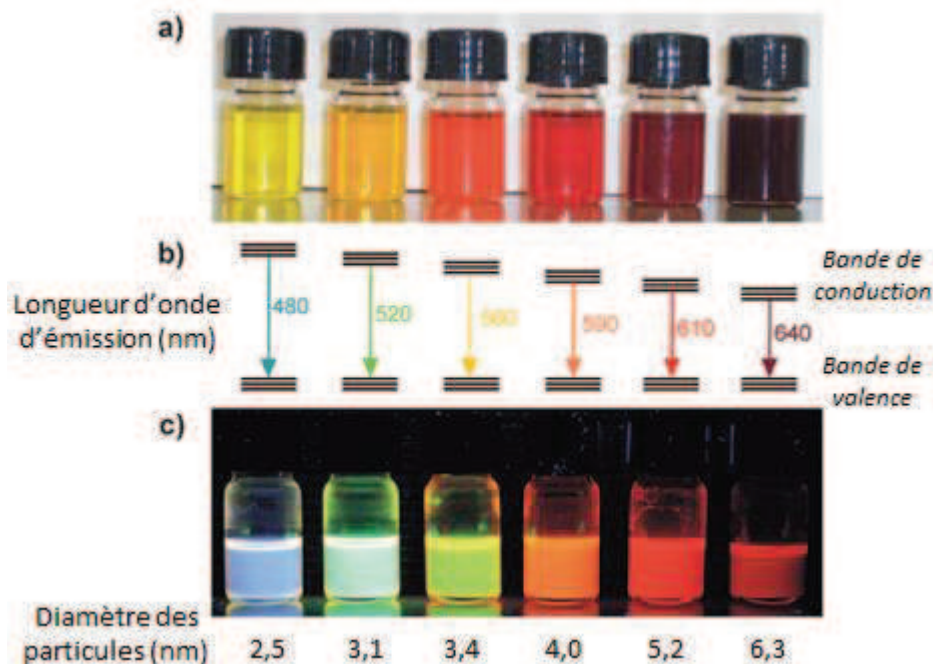 a)
b)
Bande de
conduction
Longueur d'onde
d'émission (nm)
480 520 560 590 610 640
Bande de
valence
c)
Diamètre des
particules (nm)
2,5 3,1 3,4 4,0 5,2 6,3